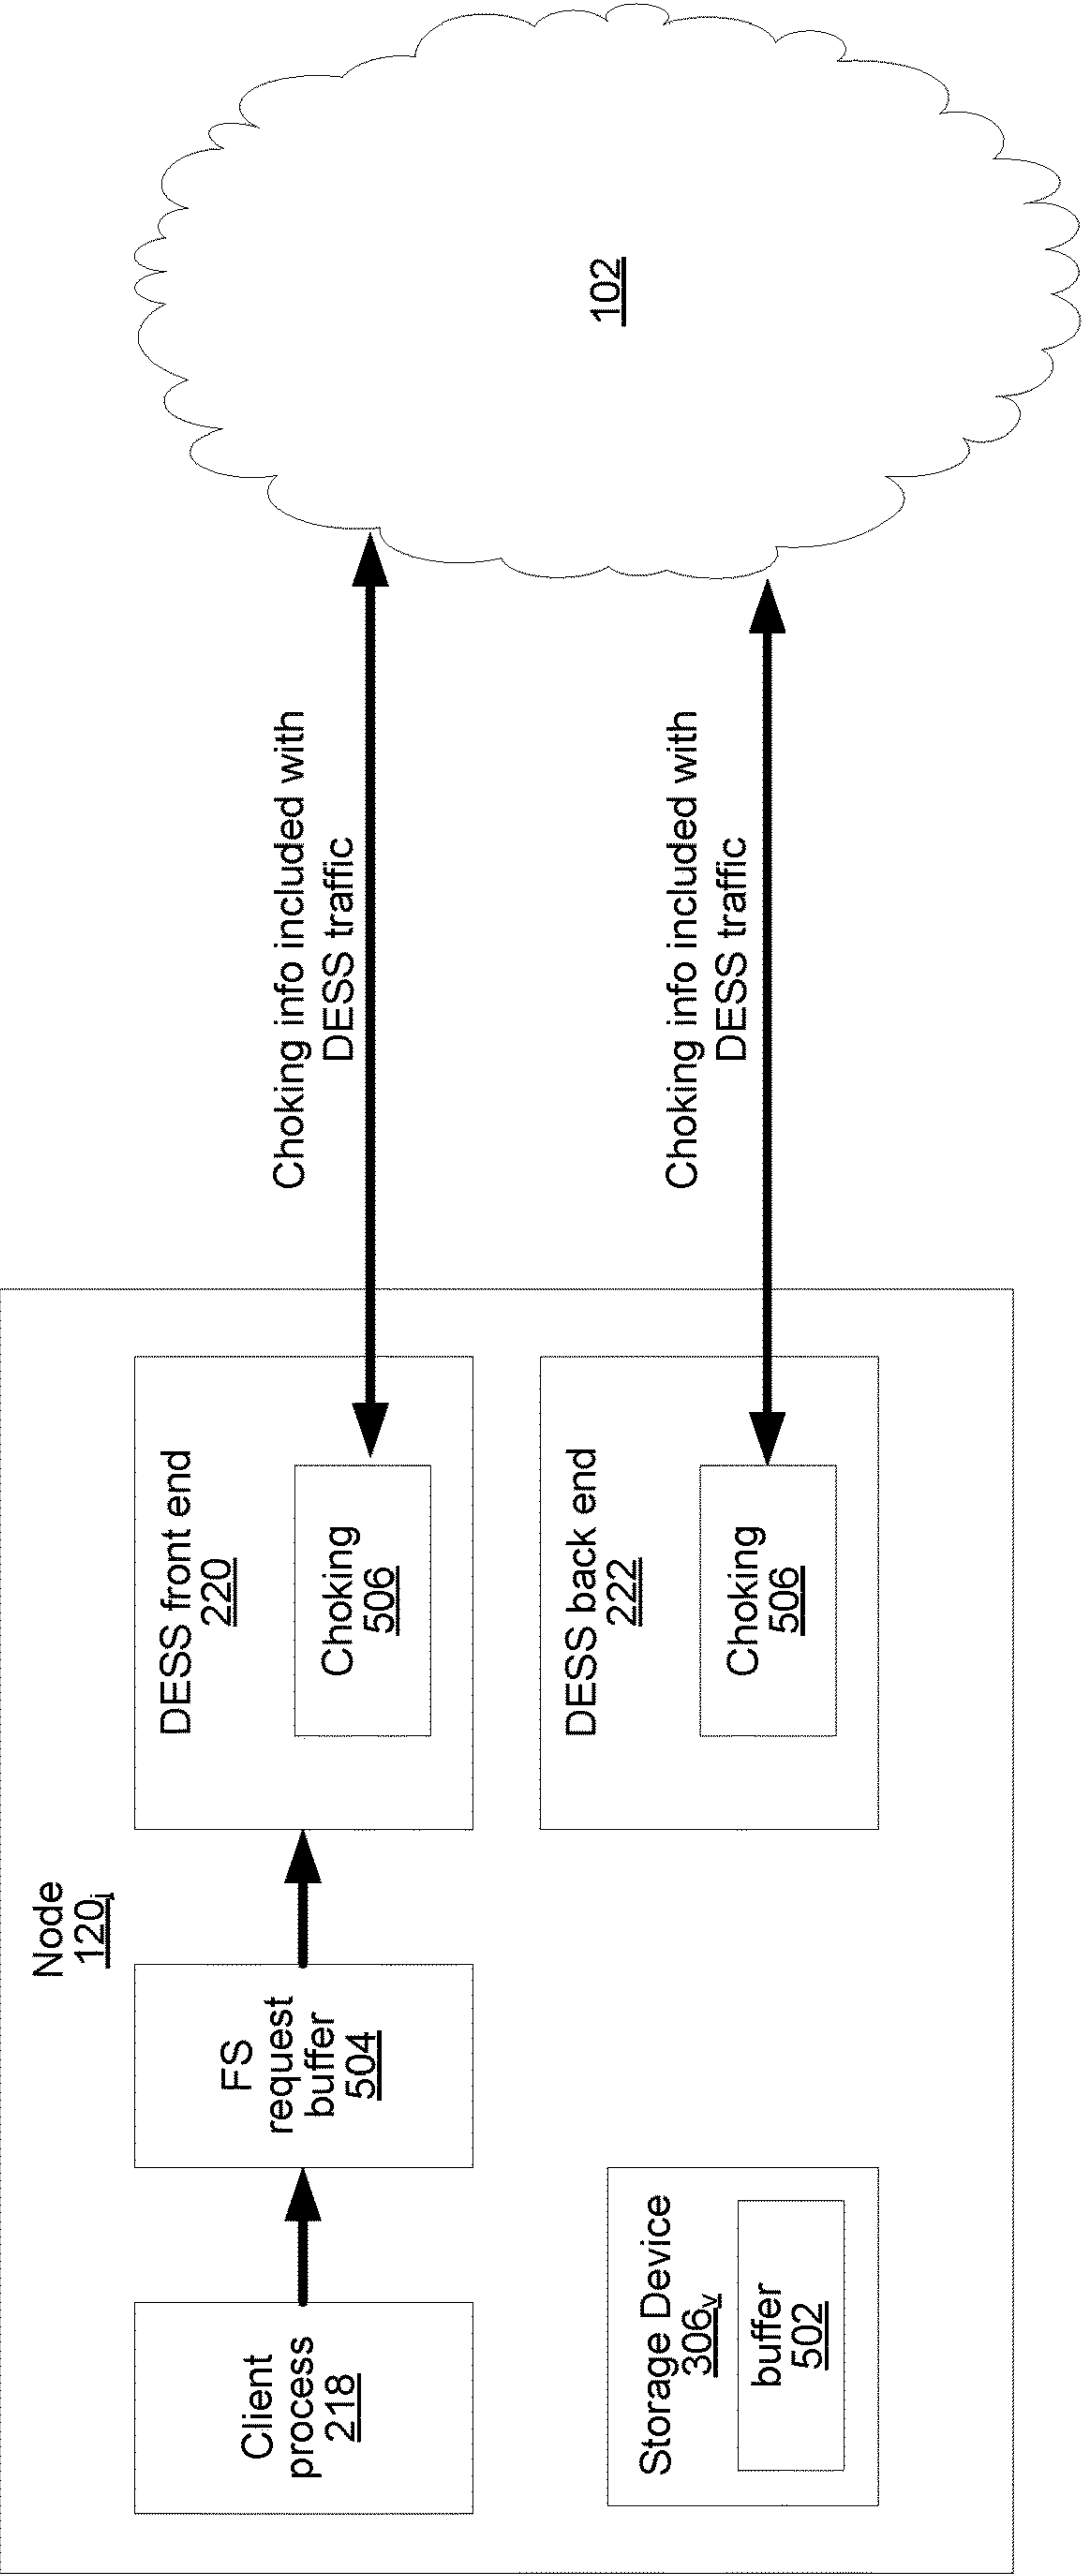 Node
120j
Client
process
218
FS
request
buffer
504
DESS front end
220
Choking
506
Choking info included with
DESS traffic
102
Storage Device
306v
buffer
502
DESS back end
222
Choking
506
Choking info included with
DESS traffic